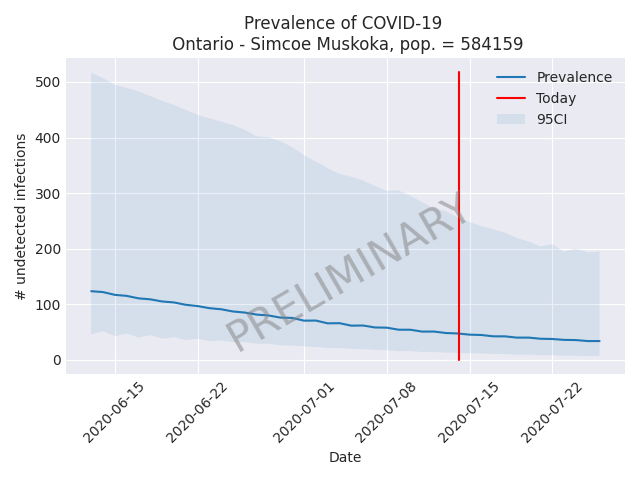 Prevalence of COVID-19
Ontario - Simcoe Muskoka, pop. = 584159
Prevalence
Today
95CI
PRELIMINARY
# undetected infections
500
400
300
200
100
0
2020-06-15
2020-06-22
2020-07-01
2020-07-08
2020-07-15
2020-07-22
Date